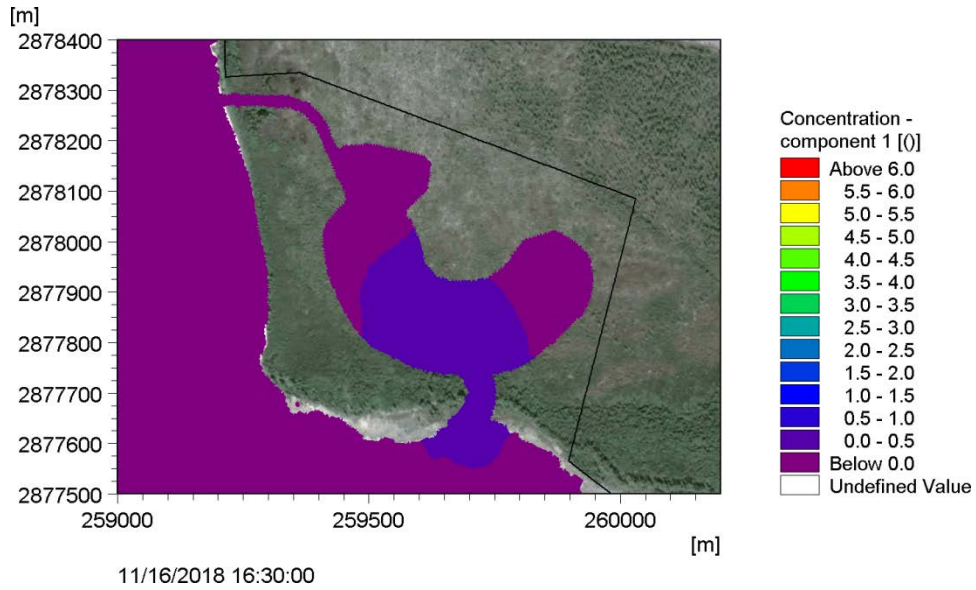 [m]
2878400
2878300
2878200
2878100
2878000
2877900
2877800
2877700
2877600
2877500
259000 259500 260000
[m]
11/16/2018 16:30:00
Concentration -
component 1 [()]
Above 6.0
5.5 - 6.0
5.0 - 5.5
4.5 - 5.0
4.0 - 4.5
3.5 - 4.0
3.0 - 3.5
2.5 - 3.0
2.0 - 2.5
1.5 - 2.0
1.0 - 1.5
0.5 - 1.0
0.0 - 0.5
Below 0.0
Undefined Value